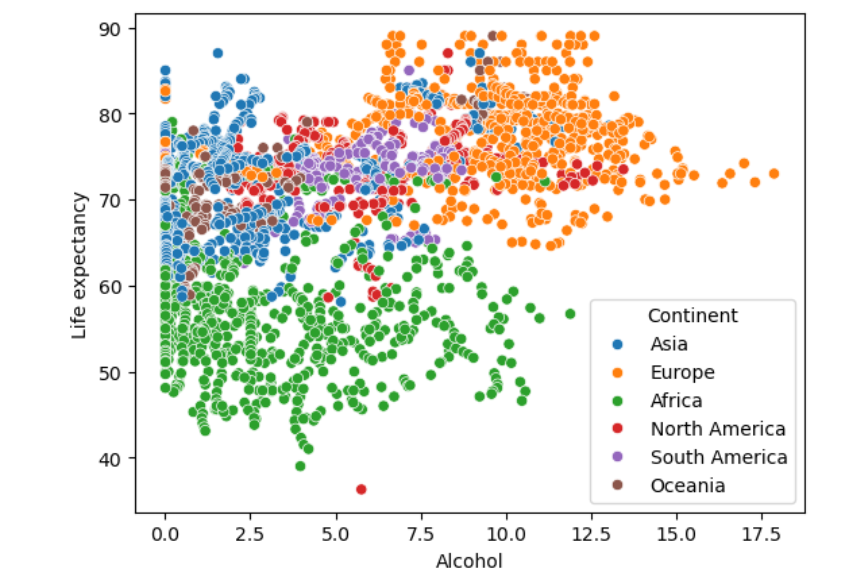 90
80
70
60
50
40
Life expectancy
0.0 2.5 5.0 7.5 10.0 12.5 15.0 17.5
Alcohol
Continent
Asia
Europe
Africa
North America
South America
Oceania